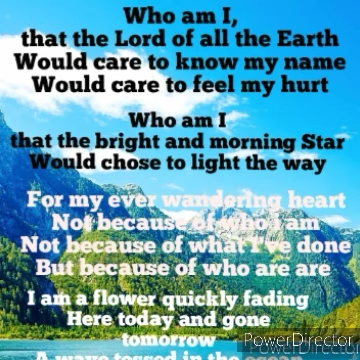 Who am I,
that the Lord of all the Earth
Would care to know my name
Would care to feel my hurt
Who am I
that the bright and morning Star
Would chose to light the way
For my ever wandering heart
Not because of who i am
Not because of what I've done
But because of who are are
I am a flower quickly fading
Here today and gone
tomorrow
A wave tossed in the ocean
PowerDirector